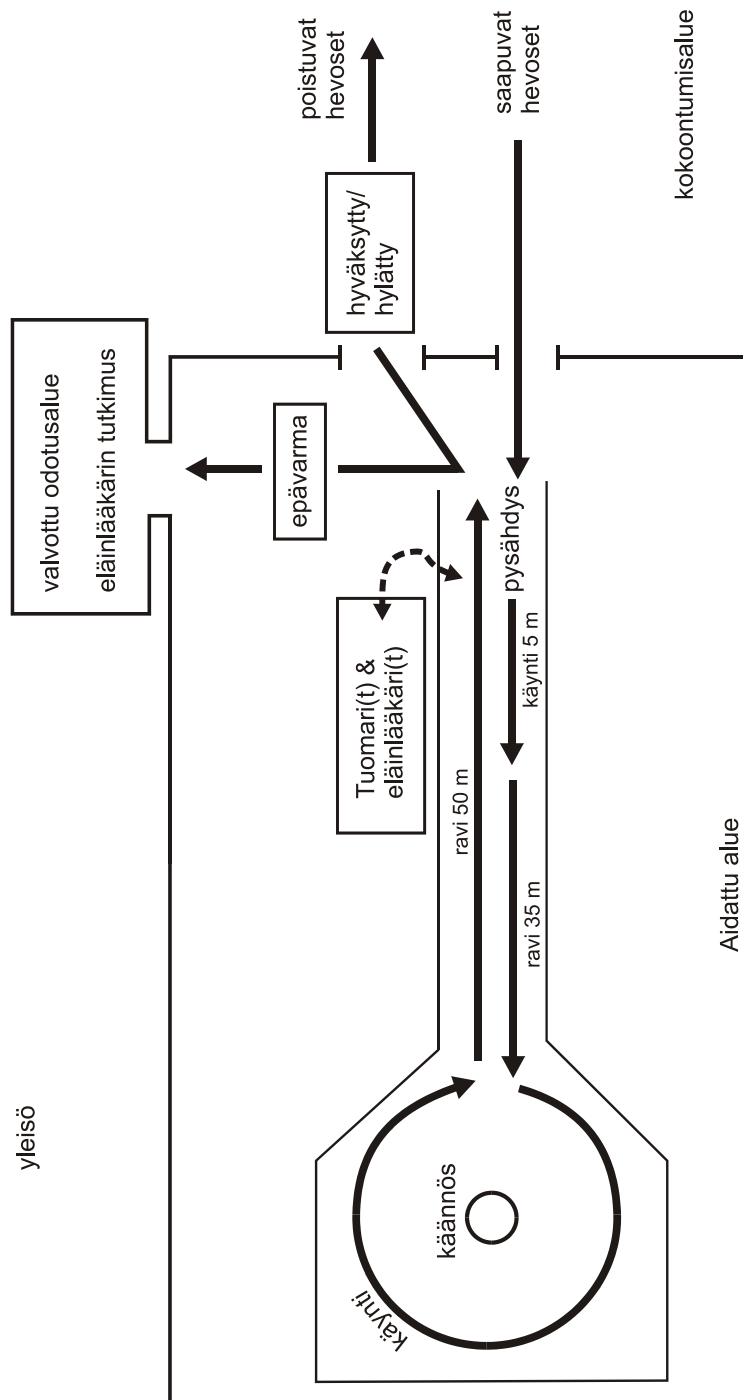 yleisö
valvottu odotusalue
eläinlääkärin tutkimus
epävarma
hyväksytty/
hylätty
poistuvat
hevoset
saapuvat
hevoset
kokoontumisalue
Tuomari(t) &
eläinlääkäri(t)
pysähdys
käynti 5 m
ravi 35 m
ravi 50 m
käännös
käynti
Aidattu alue